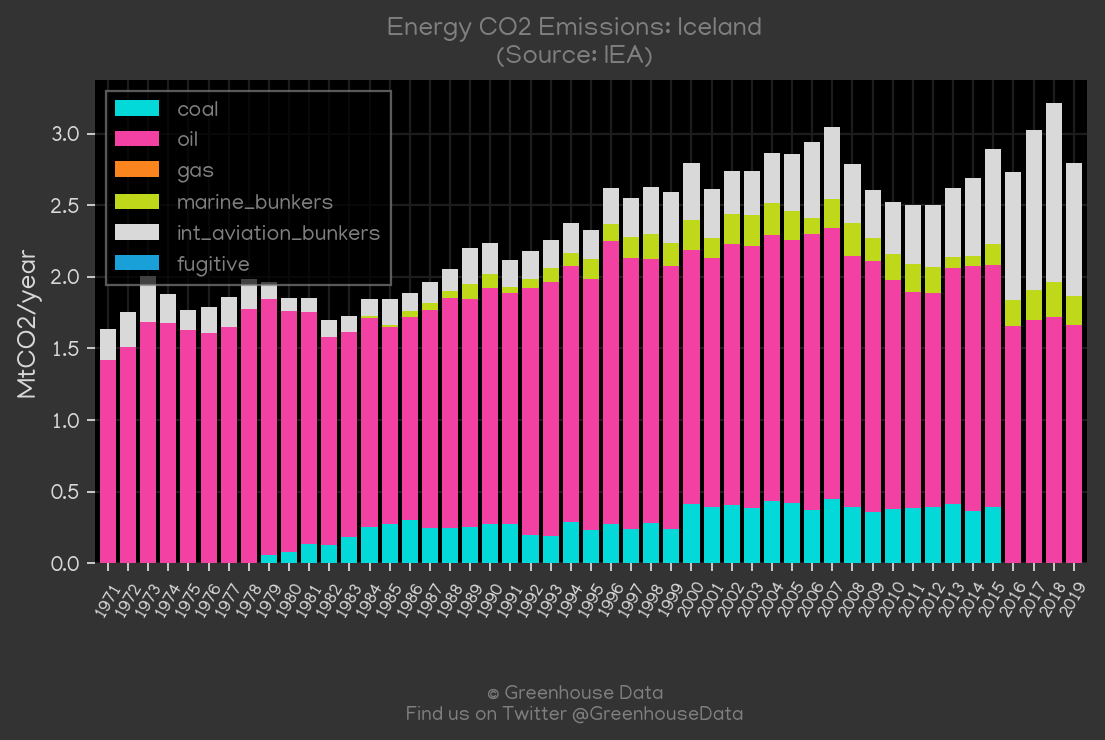 Energy CO2 Emissions: Iceland
(Source: IEA)
coal
oil
gas
marine_bunkers
int_aviation_bunkers
fugitive
MtCO2/year
3.0
2.5
2.0
1.5
1.0
0.5
0.0
1971 1972 1973 1974 1975 1976 1977 1978 1979 1980 1981 1982 1983 1984 1985 1986 1987 1988 1989 1990 1991 1992 1993 1994 1995 1996 1997 1998 1999 2000 2001 2002 2003 2004 2005 2006 2007 2008 2009 2010 2011 2012 2013 2014 2015 2016 2017 2018 2019
© Greenhouse Data
Find us on Twitter @GreenhouseData